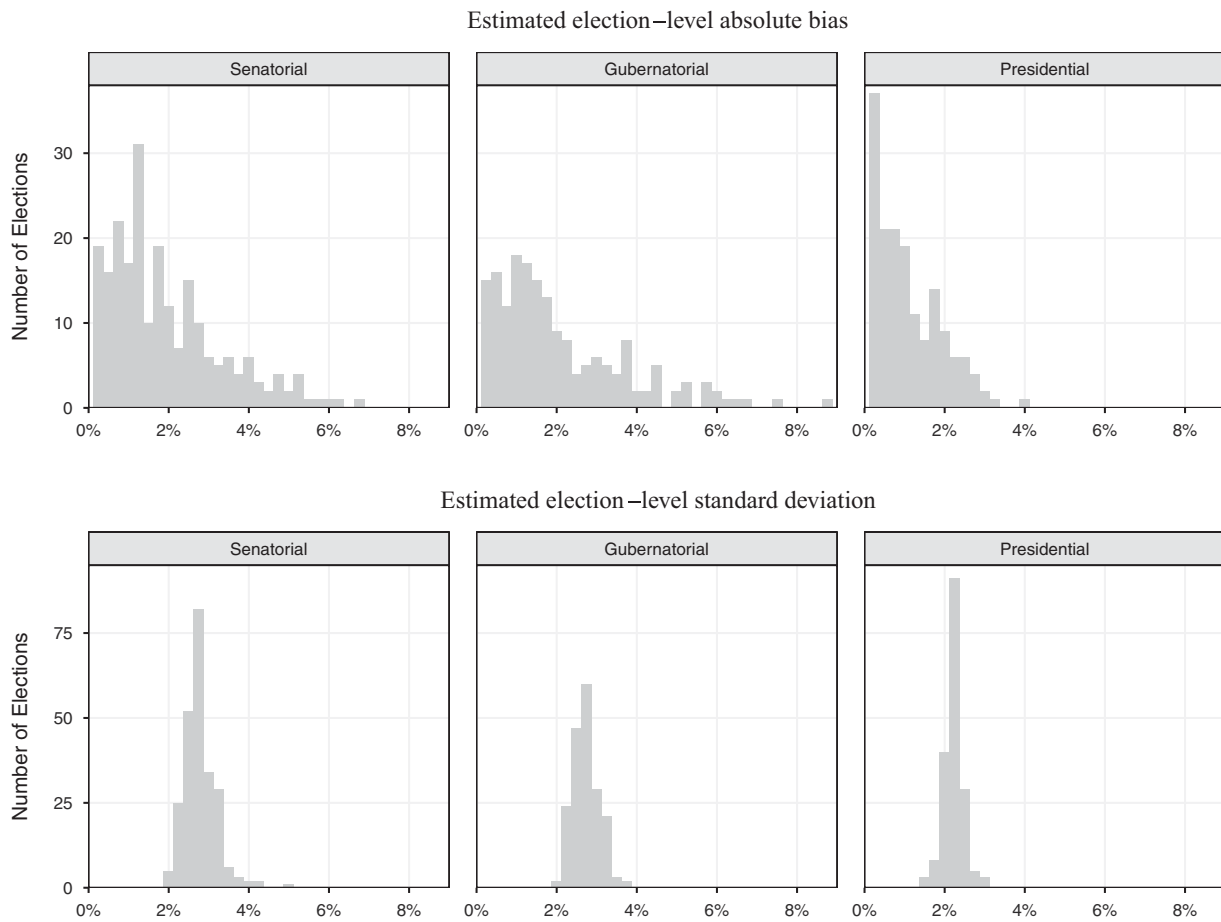 Estimated election–level absolute bias
Senatorial Gubernatorial Presidential
Number of Elections
30
20
10
0
0% 2% 4% 6% 8% 0% 2% 4% 6% 8% 0% 2% 4% 6% 8%
Estimated election–level standard deviation
Senatorial Gubernatorial Presidential
Number of Elections
75
50
25
0
0% 2% 4% 6% 8% 0% 2% 4% 6% 8% 0% 2% 4% 6% 8%